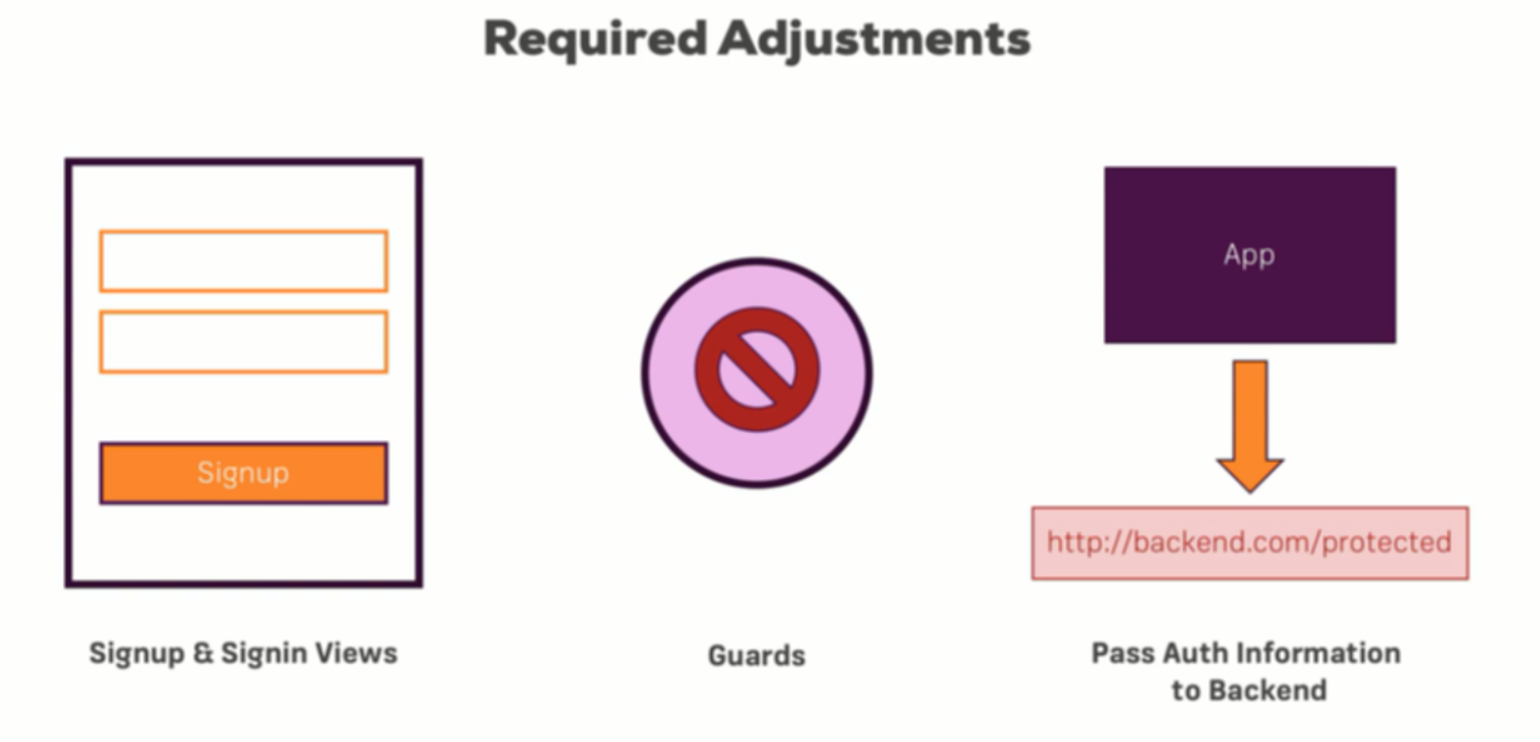 Required Adjustments
Signup
App
http://backend.com/protected
Signup & Signin Views
Guards
Pass Auth Information
to Backend